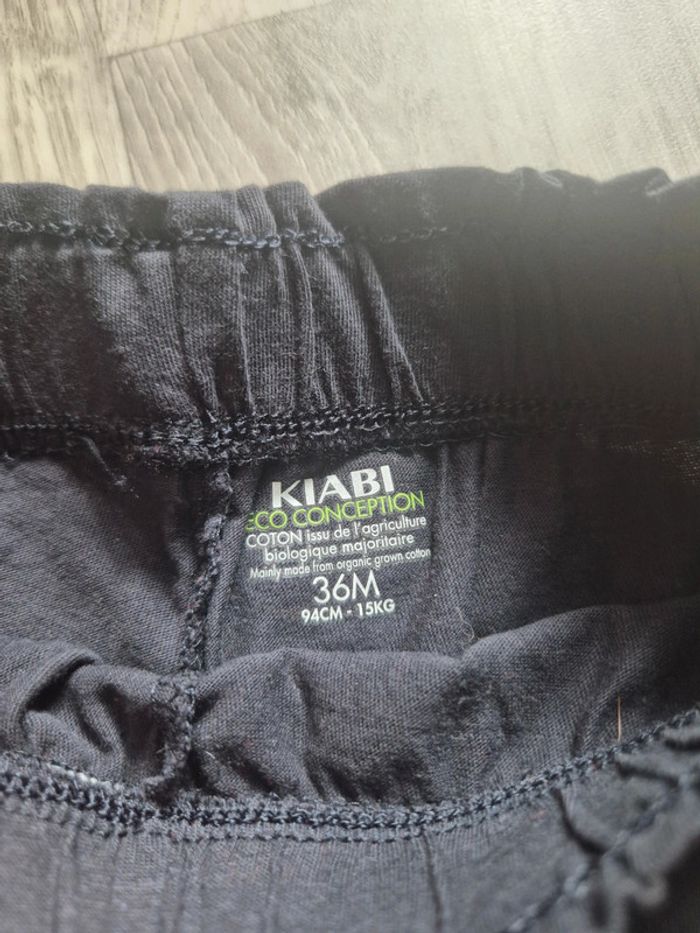 KIABI
ECO CONCEPTION
COTON issu de l'agriculture
biologique majoritaire
Mainly made from organic grown cotton
36M
94CM - 15KG